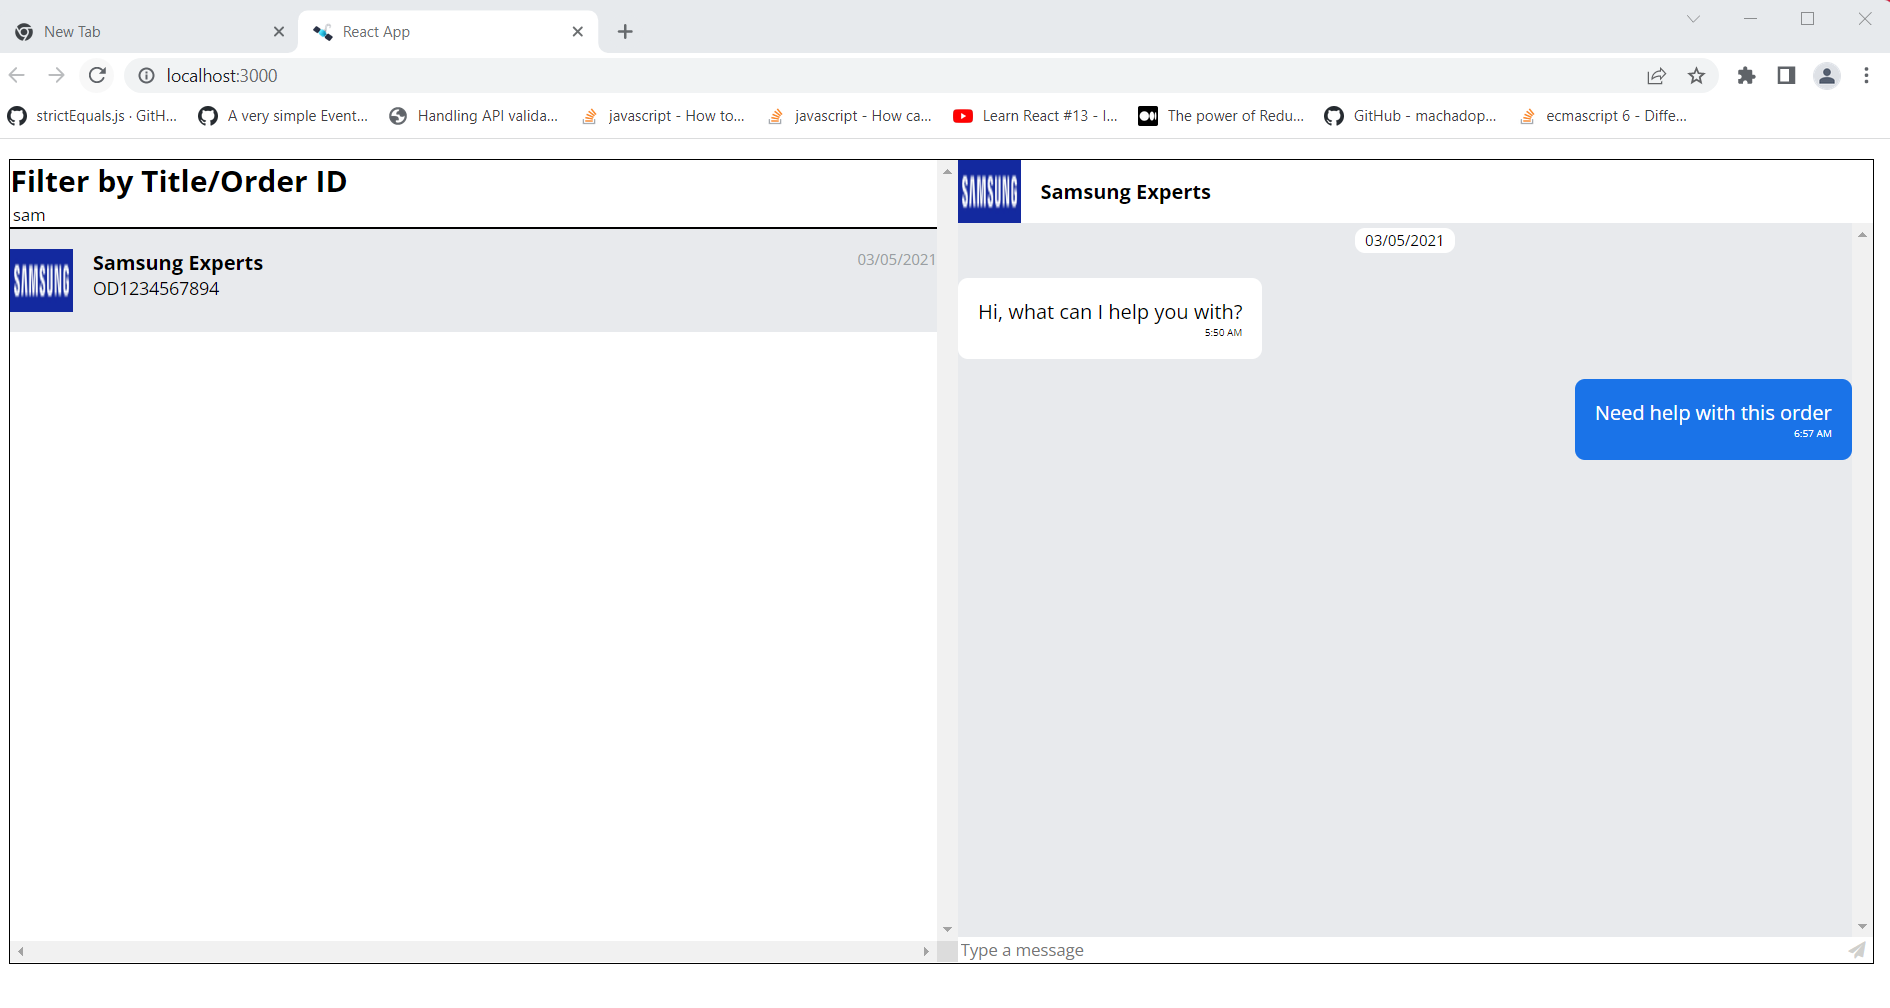 New Tab
React App
localhost:3000
strictEquals.js · GitH...
A very simple Event...
Handling API valida...
javascript - How to...
javascript - How ca...
Learn React #13 - I...
The power of Redu...
GitHub - machadop...
ecmascript 6 - Diffe...
Filter by Title/Order ID
sam
SAMSUNG
Samsung Experts
03/05/2021
OD1234567894
SAMSUNG
Samsung Experts
03/05/2021
Hi, what can I help you with?
5:50 AM
Need help with this order
6:57 AM
Type a message